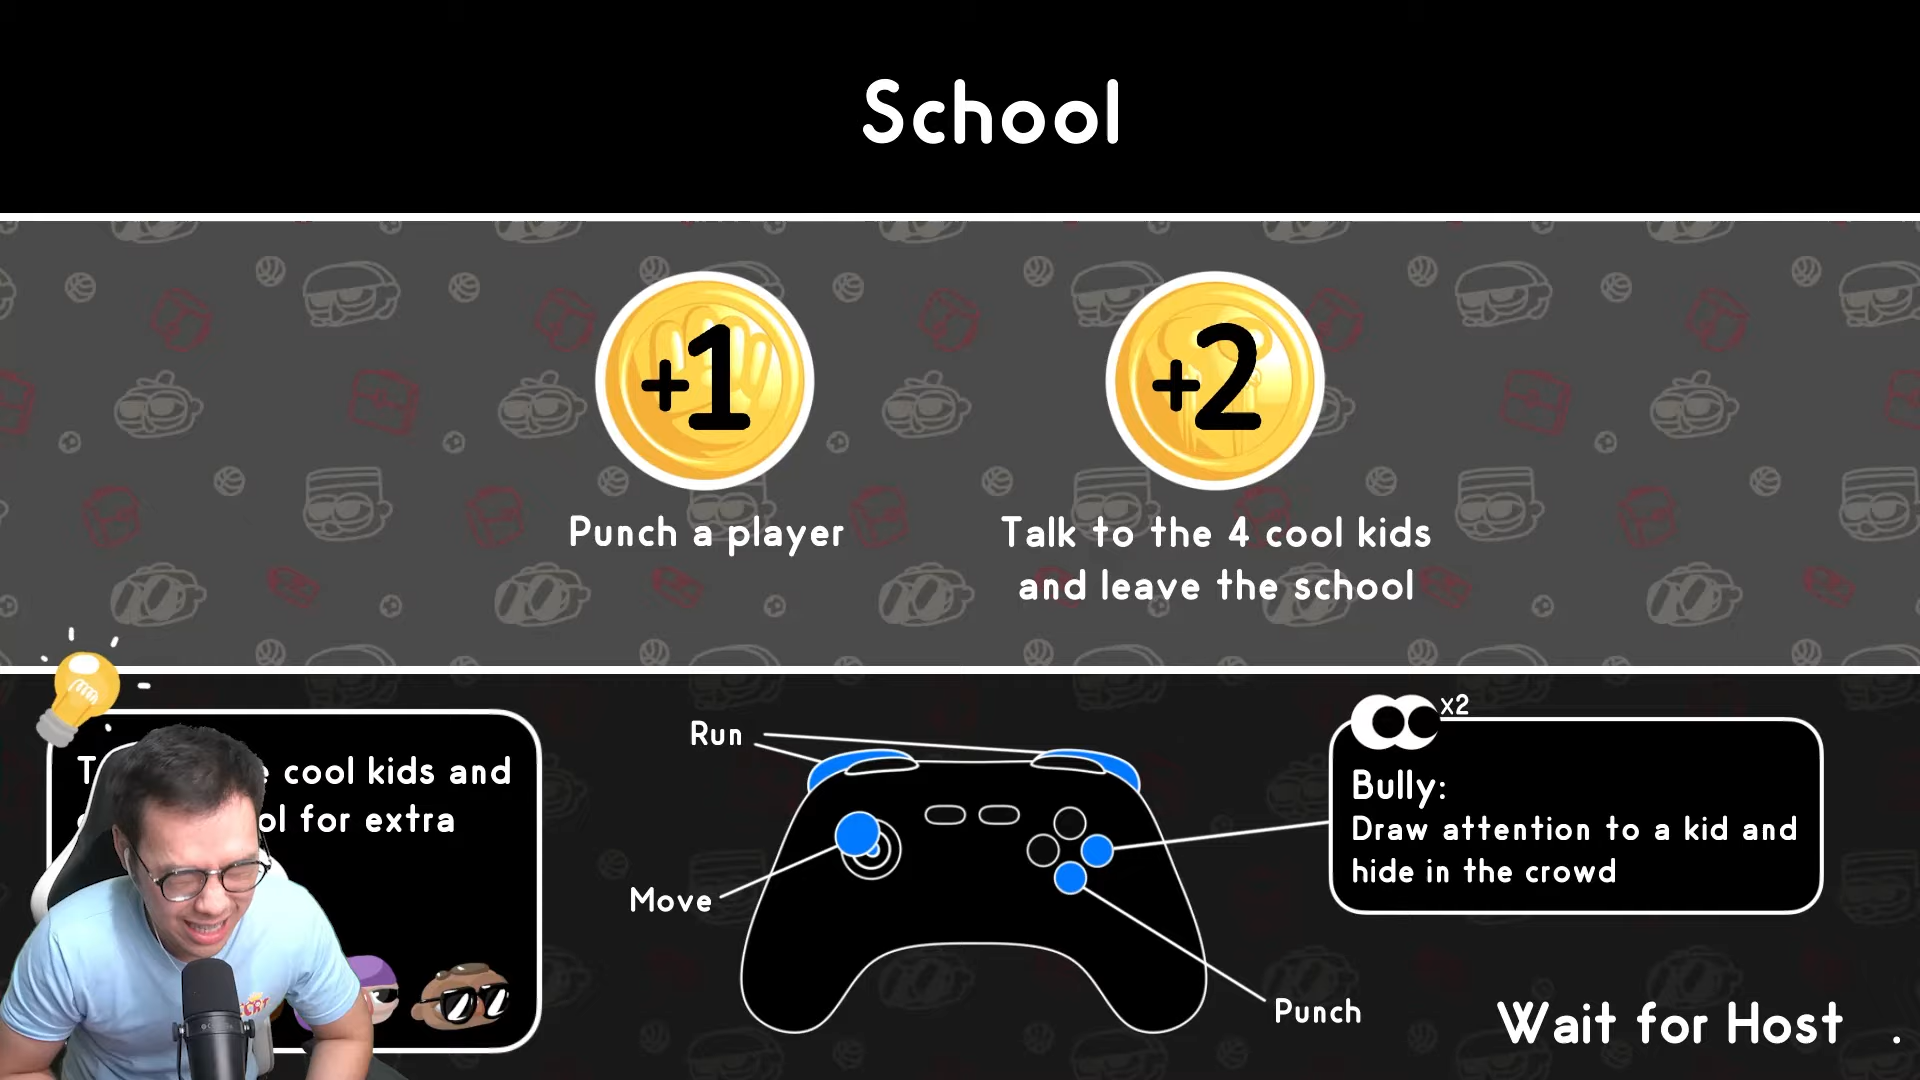 School
+1
+2
Punch a player
Talk to the 4 cool kids
and leave the school
cool kids and
for extra
Run
Move
Punch
x2
Bully:
Draw attention to a kid and
hide in the crowd
Wait for Host .